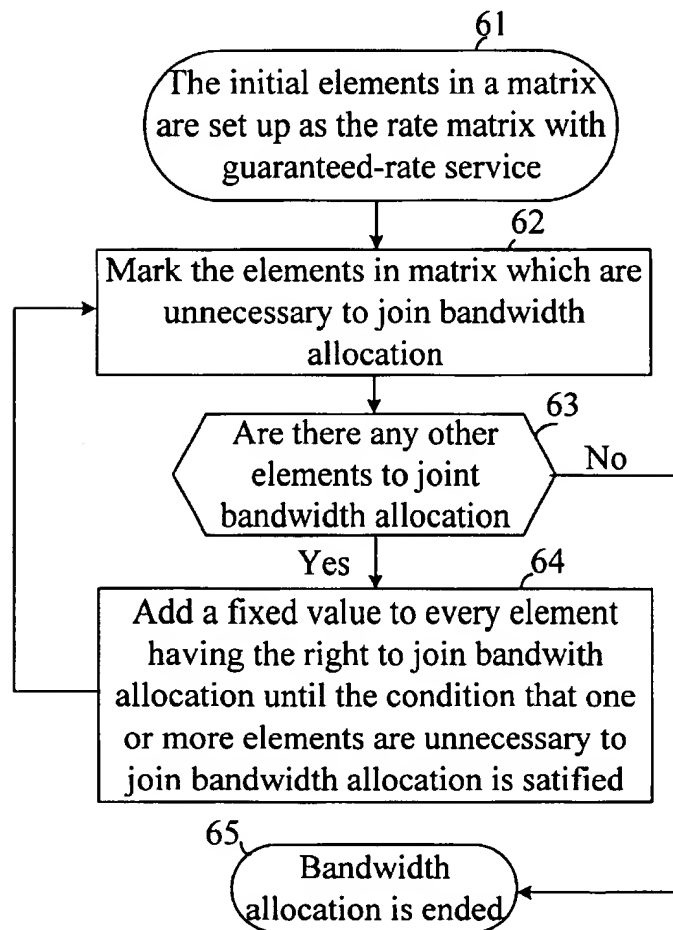 61
The initial elements in a matrix
are set up as the rate matrix with
guaranteed-rate service
62
Mark the elements in matrix which are
unnecessary to join bandwidth
allocation
63
Are there any other
elements to joint
bandwidth allocation
No
Yes
64
Add a fixed value to every element
having the right to join bandwith
allocation until the condition that one
or more elements are unnecessary to
join bandwidth allocation is satified
65
Bandwidth
allocation is ended